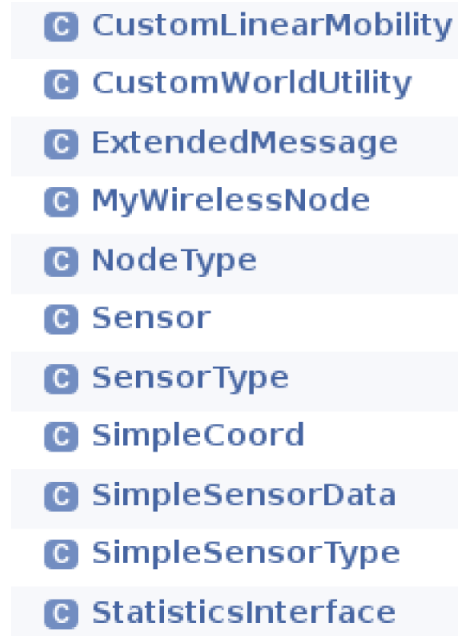 C CustomLinearMobility
C CustomWorldUtility
C ExtendedMessage
C MyWirelessNode
C NodeType
C Sensor
C SensorType
C SimpleCoord
C SimpleSensorData
C SimpleSensorType
C StatisticsInterface